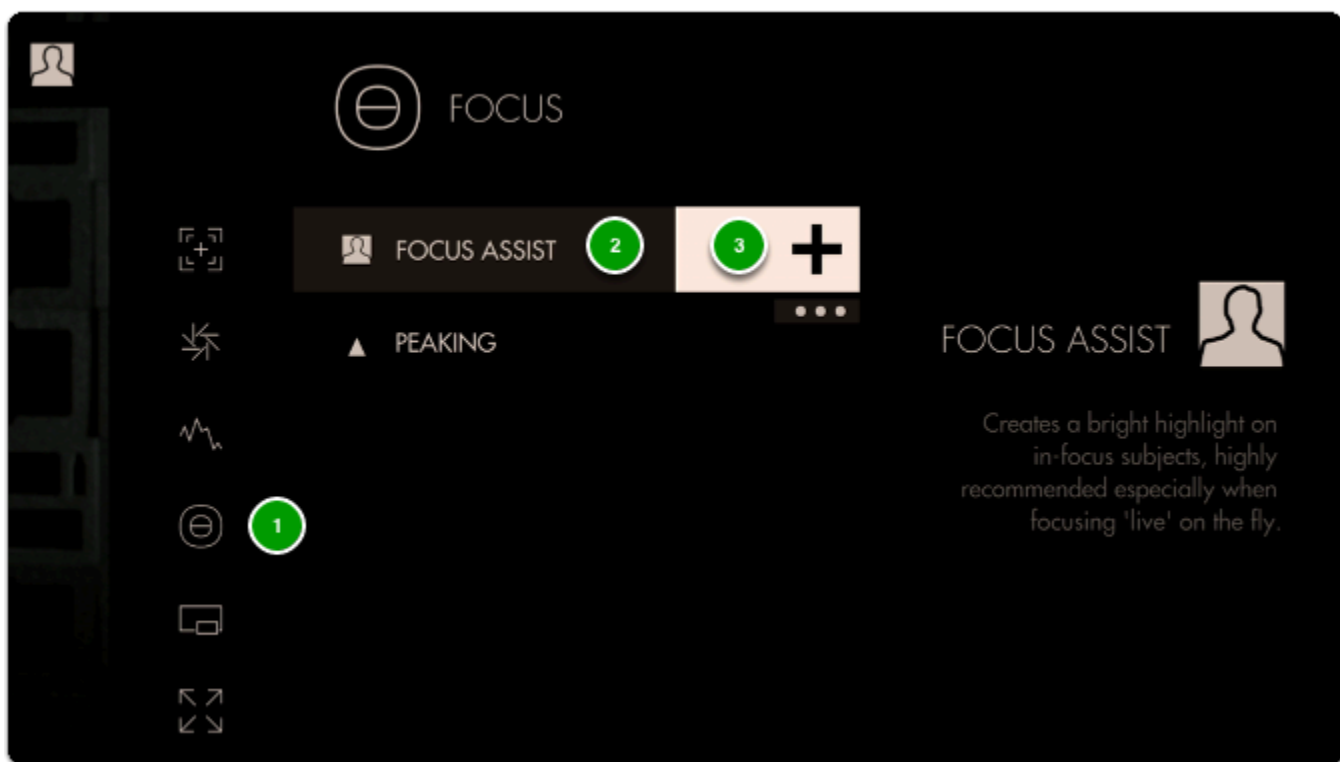 FOCUS
FOCUS ASSIST
2
3
PEAKING
FOCUS ASSIST
Creates a bright highlight on
in-focus subjects, highly
recommended especially when
focusing 'live' on the fly.
1